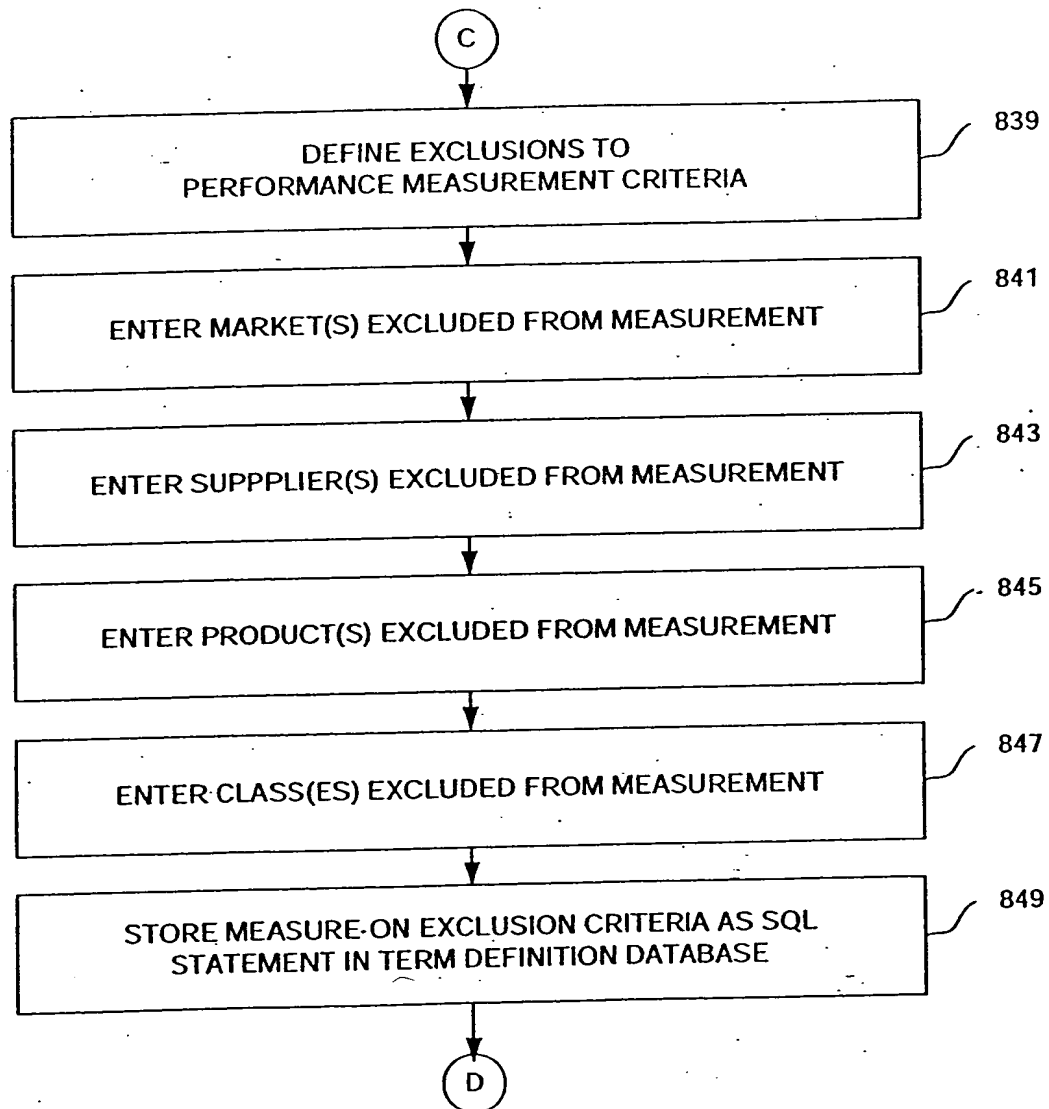 C
DEFINE EXCLUSIONS TO
PERFORMANCE MEASUREMENT CRITERIA
839
ENTER MARKET(S) EXCLUDED FROM MEASUREMENT
841
ENTER SUPPPLIER(S) EXCLUDED FROM MEASUREMENT
843
ENTER PRODUCT(S) EXCLUDED FROM MEASUREMENT
845
ENTER CLASS(ES) EXCLUDED FROM MEASUREMENT
847
STORE MEASURE-ON EXCLUSION CRITERIA AS SQL
STATEMENT IN TERM DEFINITION DATABASE
849
D